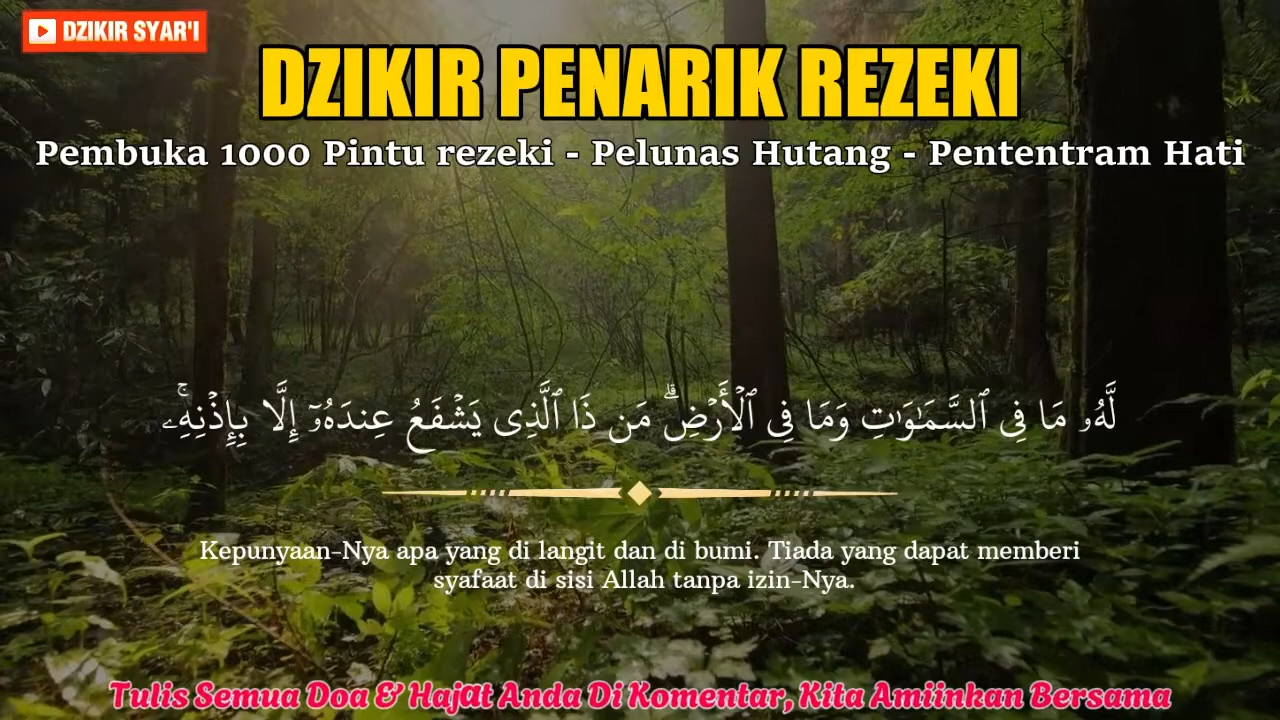 DZIKIR SYAR'I
DZIKIR PENARIK REZEKI
Pembuka 1000 Pintu rezeki - Pelunas Hutang - Pententram Hati
لَّهُۥ مَا فِى ٱلسَّمَـٰوَٰتِ وَمَا فِى ٱلْأَرْضِ ۗ مَن ذَا ٱلَّذِى يَشْفَعُ عِندَهُۥٓ إِلَّا بِإِذْنِهِۦ ۚ
Kepunyaan-Nya apa yang di langit dan di bumi. Tiada yang dapat memberi
syafaat di sisi Allah tanpa izin-Nya.
Tulis Semua Doa & Hajat Anda Di Komentar, Kita Amiinkan Bersama